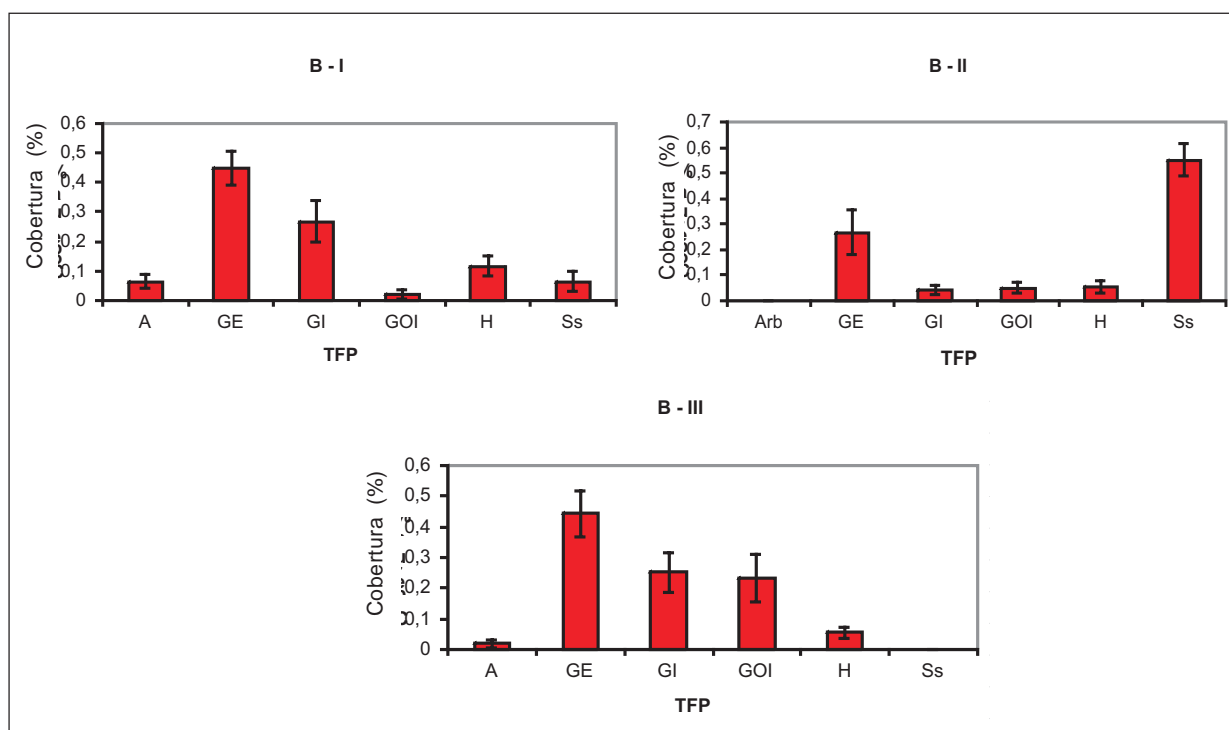 B - I
Cobertura (%)
0,6
0,5
0,4
0,3
0,2
0,1
0
A GE GI GOI H Ss
TFP
B - II
Cobertura (%)
0,7
0,6
0,5
0,4
0,3
0,2
0,1
0
Arb GE GI GOI H Ss
TFP
B - III
Cobertura (%)
0,6
0,5
0,4
0,3
0,2
0,1
0
A GE GI GOI H Ss
TFP